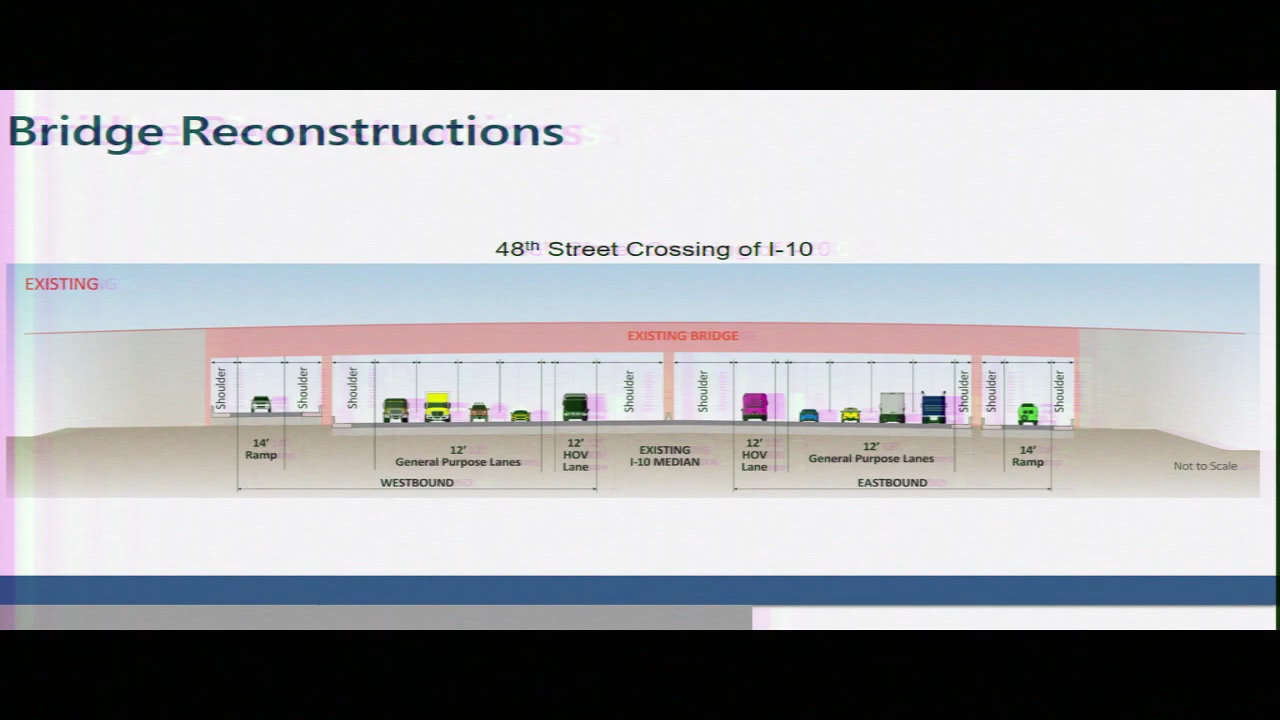 Bridge Reconstructions
48th Street Crossing of I-10
EXISTING
EXISTING BRIDGE
Shoulder
Shoulder
Shoulder
Shoulder
Shoulder
Shoulder
Shoulder
Shoulder
14'
Ramp
12'
General Purpose Lanes
12'
HOV
Lane
EXISTING
I-10 MEDIAN
12'
HOV
Lane
12'
General Purpose Lanes
14'
Ramp
Not to Scale
WESTBOUND
EASTBOUND